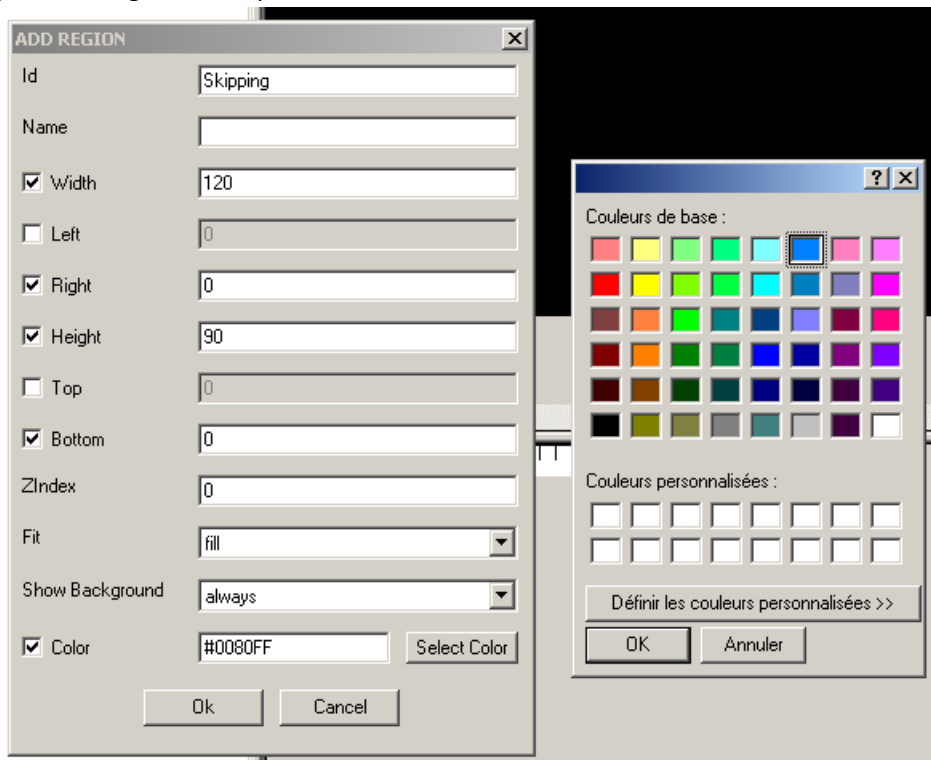 ADD REGION
Id Skipping
Name
Width 120
Left 0
Right 0
Height 90
Top 0
Bottom 0
ZIndex 0
Fit fill
Show Background always
Color #0080FF Select Color
Ok Cancel
?
Couleurs de base :
Couleurs personnalisées :
Définir les couleurs personnalisées >>
OK Annuler